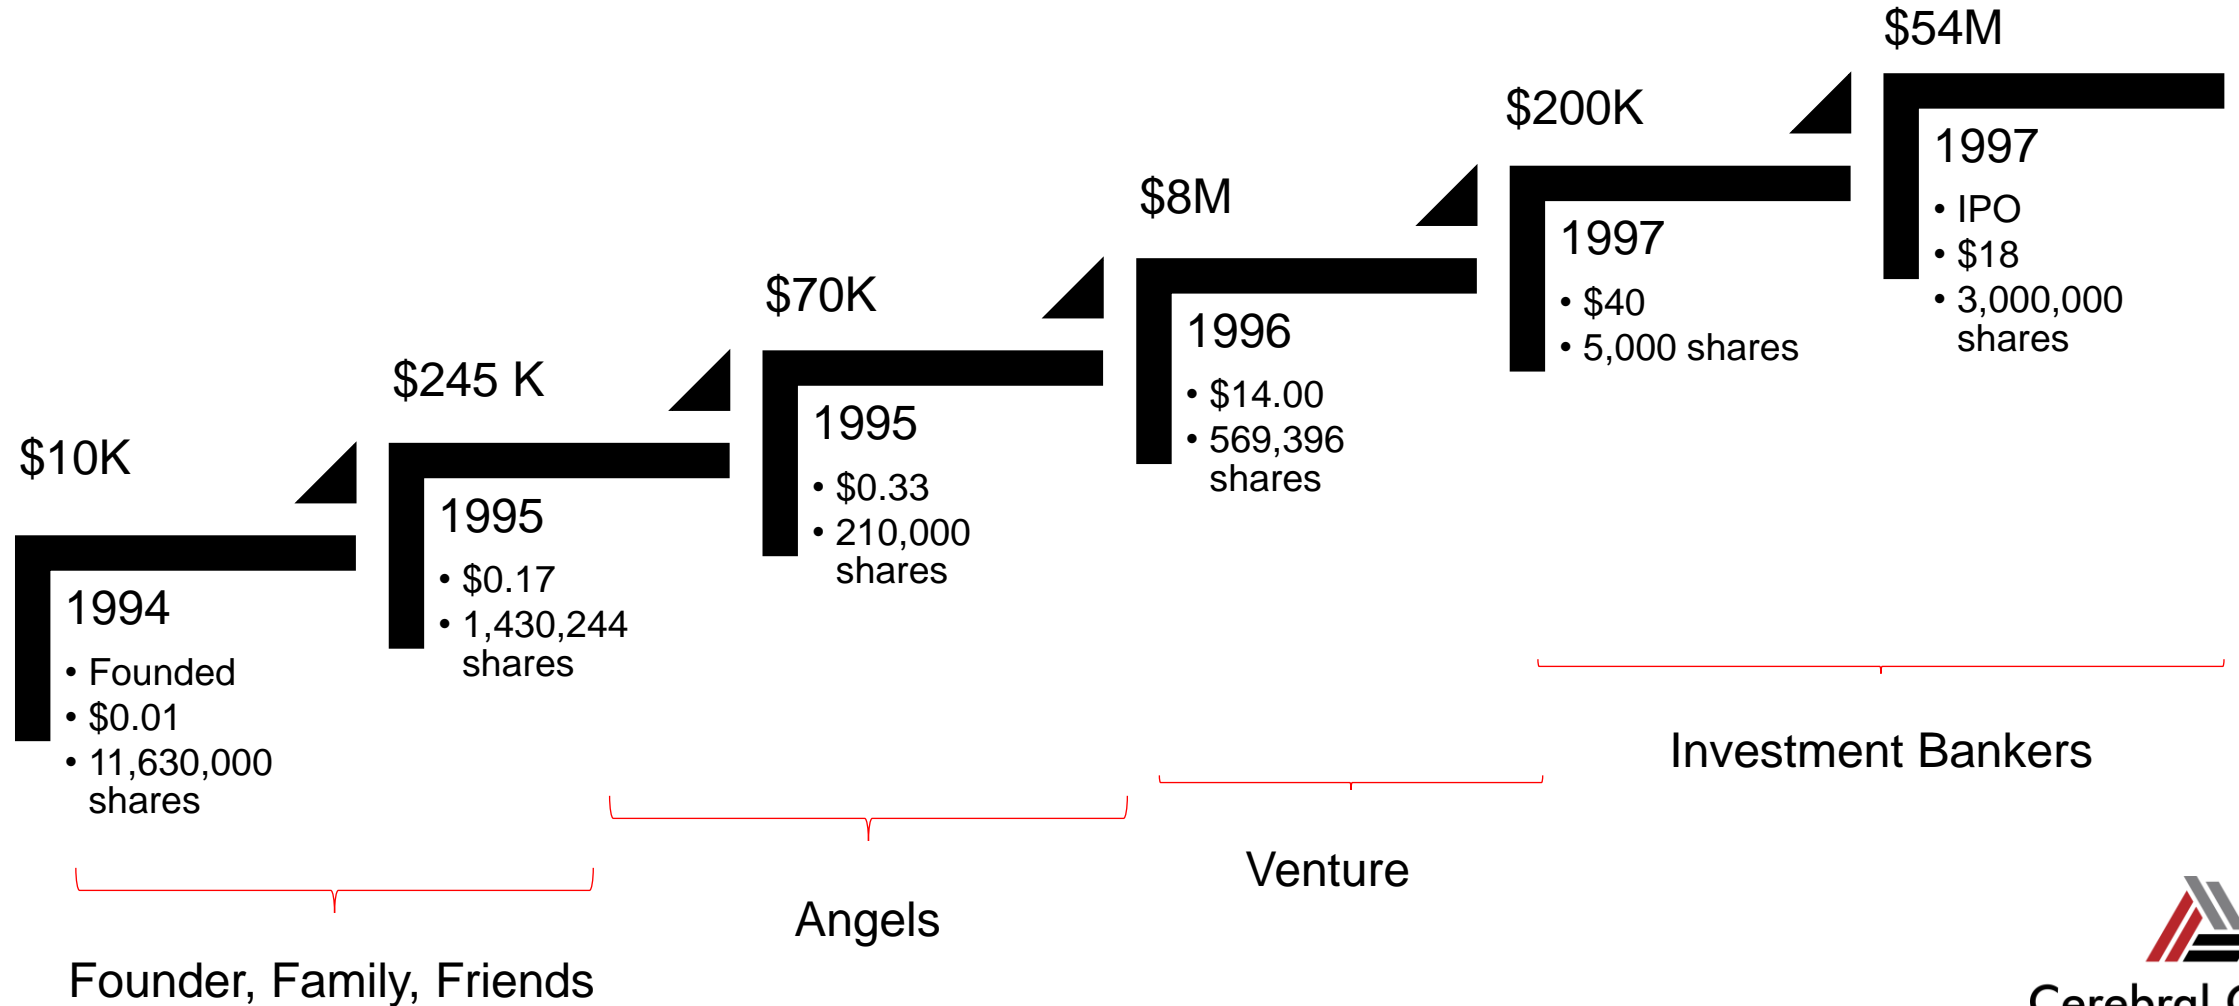 $10K
1994
• Founded
• $0.01
• 11,630,000
shares
$245 K
1995
• $0.17
• 1,430,244
shares
$70K
1995
• $0.33
• 210,000
shares
$8M
1996
• $14.00
• 569,396
shares
$200K
1997
• $40
• 5,000 shares
$54M
1997
• IPO
• $18
• 3,000,000
shares
Founder, Family, Friends
Angels
Venture
Investment Bankers
Cerebral